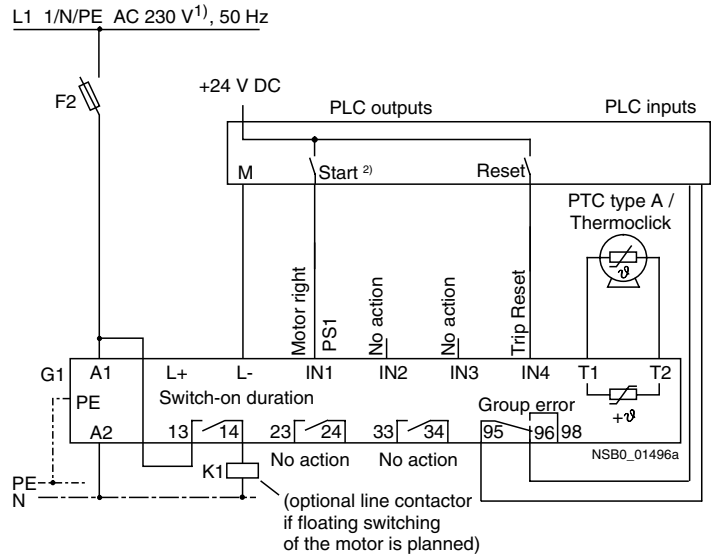 L1 1/N/PE AC 230 V1), 50 Hz
F2
+24 V DC
PLC outputs
PLC inputs
M
Start 2)
Reset
PTC type A /
Thermoclick
ϑ
Motor right
PS1
No action
No action
Trip Reset
G1
A1
L+
L-
IN1
IN2
IN3
IN4
T1
T2
PE
Switch-on duration
Group error
+ϑ
A2
13
14
23
24
33
34
95
96
98
No action
No action
NSB0_01496a
K1
PE
N
(optional line contactor
if floating switching
of the motor is planned)